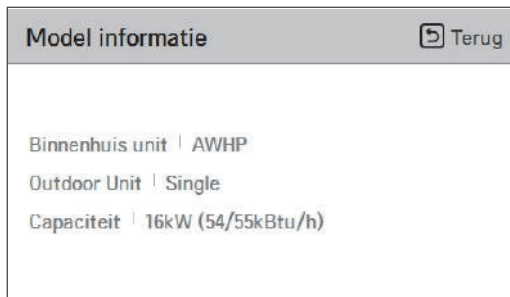 Model informatie
Terug
Binnenhuis unit | AWHP
Outdoor Unit | Single
Capaciteit | 16kW (54/55kBtu/h)